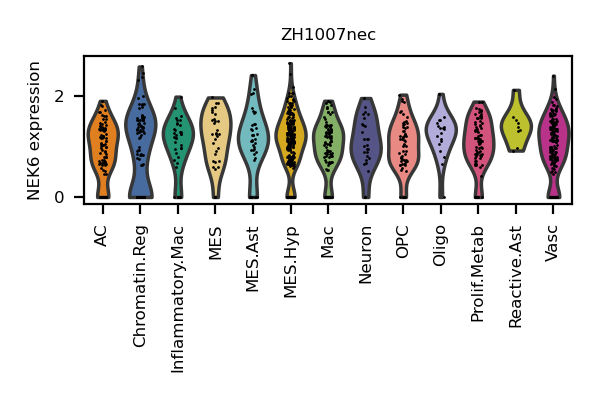 ZH1007nec
NEK6 expression
2
0
AC
Chromatin.Reg
Inflammatory.Mac
MES
MES.Ast
MES.Hyp
Mac
Neuron
OPC
Oligo
Prolif.Metab
Reactive.Ast
Vasc